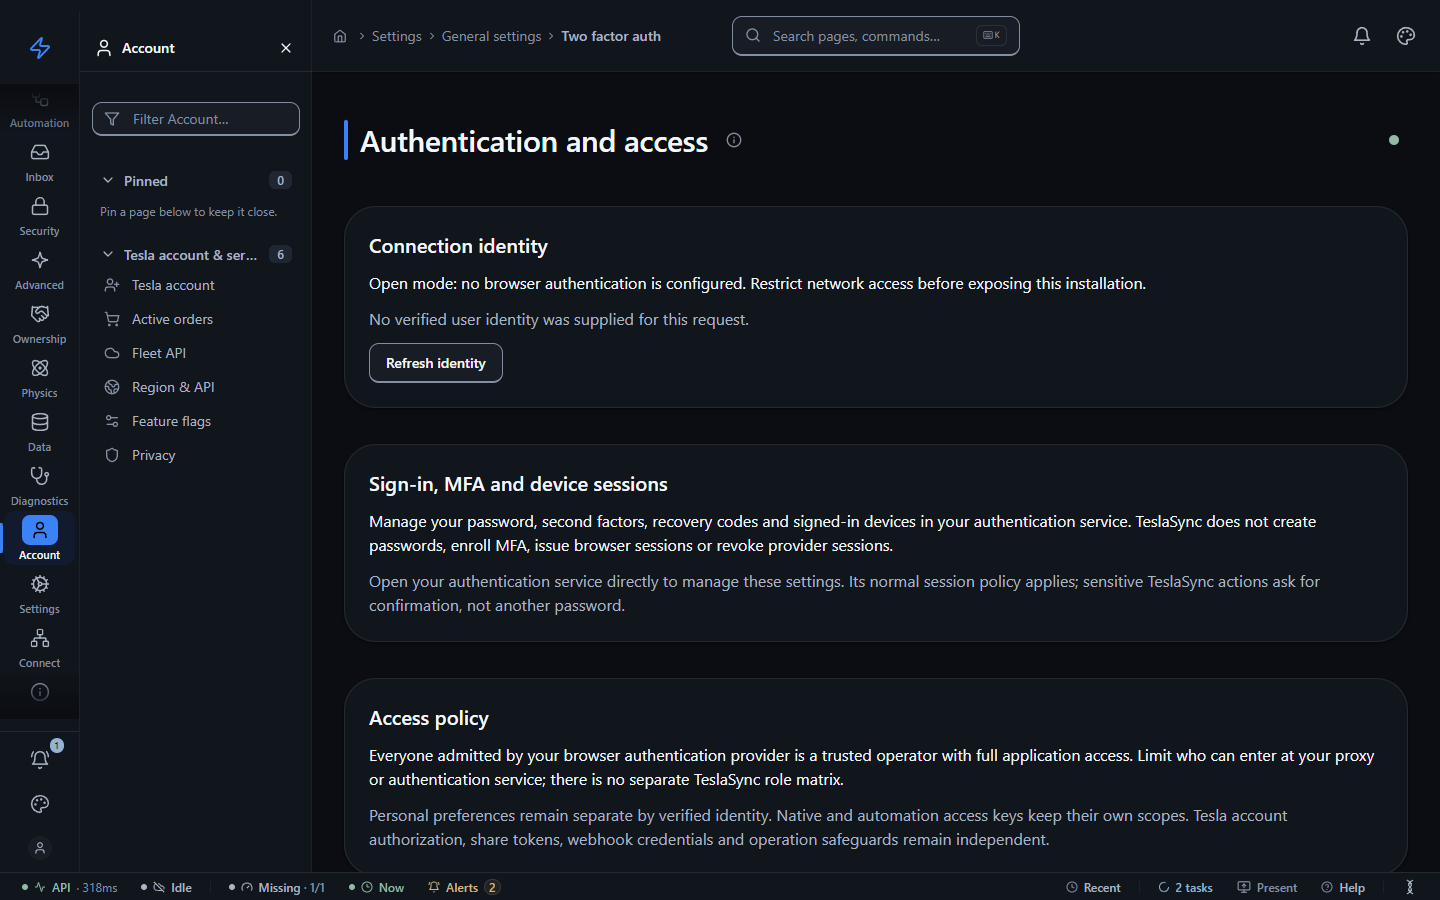 Account
Settings
General settings
Two factor auth
Search pages, commands...
K
Automation
Inbox
Security
Advanced
Ownership
Physics
Data
Diagnostics
Account
Settings
Connect
1
Filter Account...
Pinned
0
Pin a page below to keep it close.
Tesla account & ser...
6
Tesla account
Active orders
Fleet API
Region & API
Feature flags
Privacy
Authentication and access
Connection identity
Open mode: no browser authentication is configured. Restrict network access before exposing this installation.
No verified user identity was supplied for this request.
Refresh identity
Sign-in, MFA and device sessions
Manage your password, second factors, recovery codes and signed-in devices in your authentication service. TeslaSync does not create
passwords, enroll MFA, issue browser sessions or revoke provider sessions.
Open your authentication service directly to manage these settings. Its normal session policy applies; sensitive TeslaSync actions ask for
confirmation, not another password.
Access policy
Everyone admitted by your browser authentication provider is a trusted operator with full application access. Limit who can enter at your proxy
or authentication service; there is no separate TeslaSync role matrix.
Personal preferences remain separate by verified identity. Native and automation access keys keep their own scopes. Tesla account
authorization, share tokens, webhook credentials and operation safeguards remain independent.
API · 318ms
Idle
Missing · 1/1
Now
Alerts 2
Recent
2 tasks
Present
Help